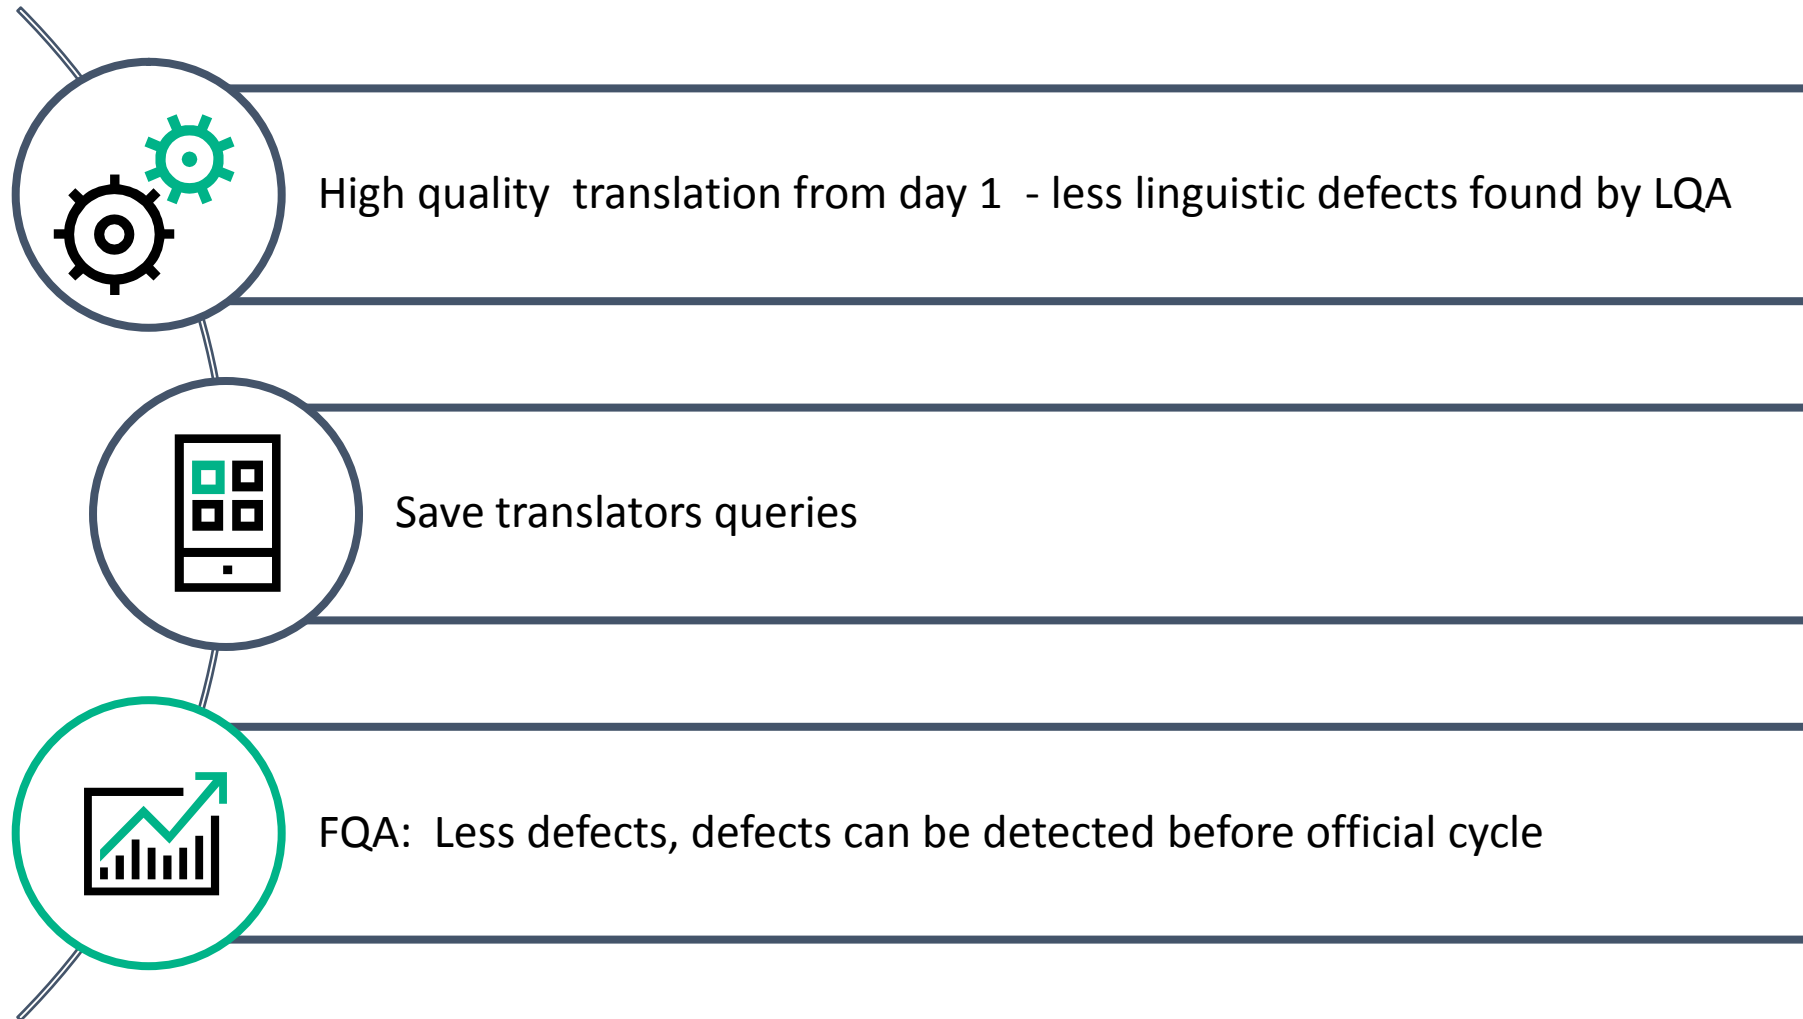 High quality  translation from day 1  - less linguistic defects found by LQA
Save translators queries
FQA:  Less defects, defects can be detected before official cycle